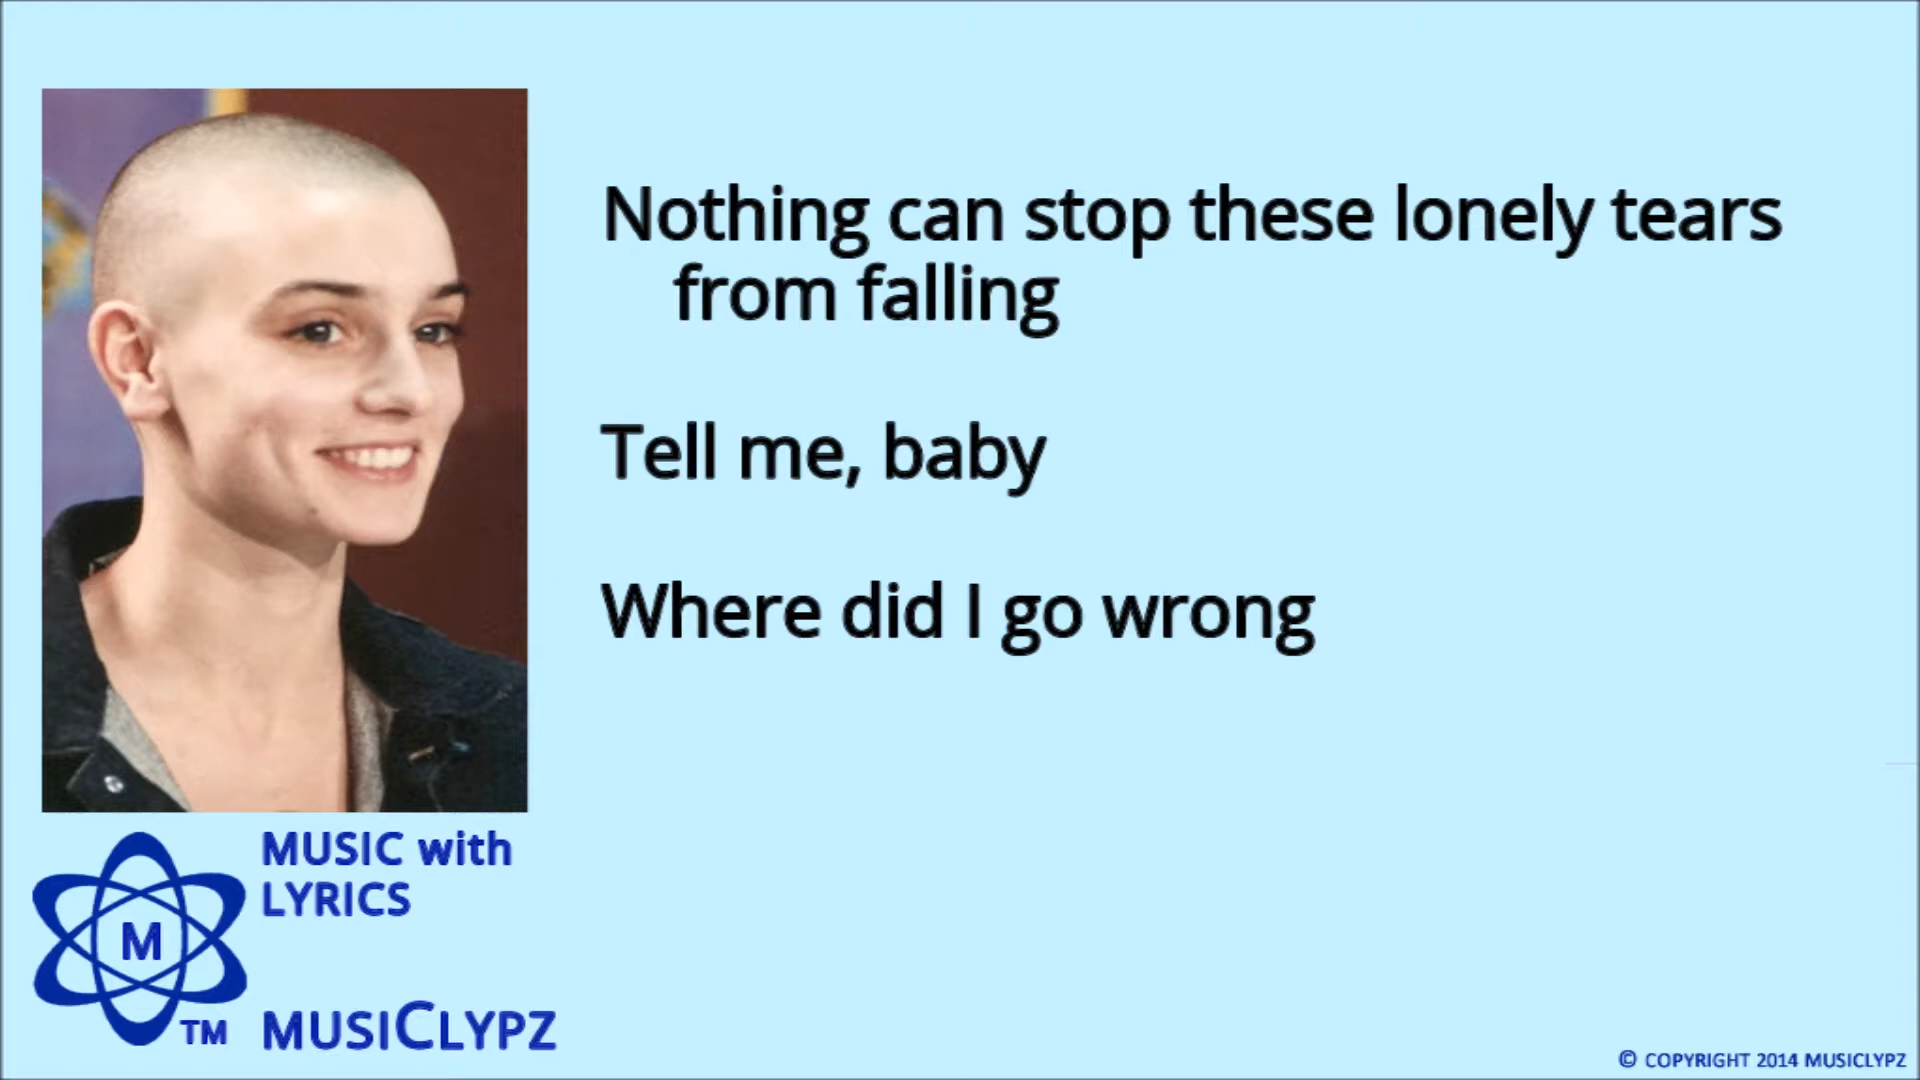 Nothing can stop these lonely tears
from falling
Tell me, baby
Where did I go wrong
MUSIC with
LYRICS
M
TM
MUSICLYPZ
© COPYRIGHT 2014 MUSICLYPZ